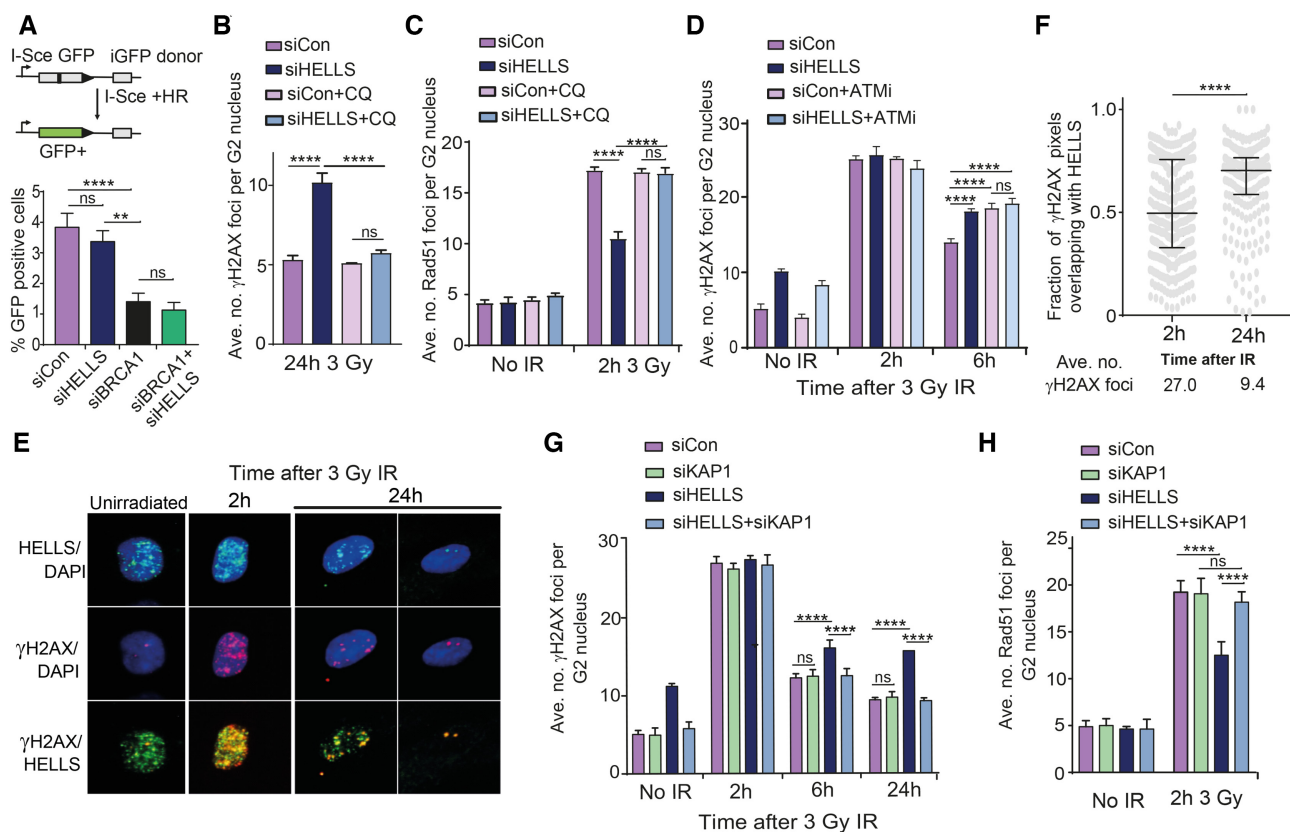 A
I-Sce GFP iGFP donor
I-Sce +HR
GFP+
% GFP positive cells
5
4
3
2
1
0
****
ns
**
ns
siCon
siHELLS
siBRCA1
siBRCA1+
siHELLS
B
siCon
siHELLS
siCon+CQ
siHELLS+CQ
Ave. no. γH2AX foci per G2 nucleus
10
5
0
**** ****
ns
24h 3 Gy
C
siCon
siHELLS
siCon+CQ
siHELLS+CQ
Ave. no. Rad51 foci per G2 nucleus
20
15
10
5
0
****
**** ns
No IR 2h 3 Gy
D
siCon
siHELLS
siCon+ATMi
siHELLS+ATMi
Ave. no. γH2AX foci per G2 nucleus
30
20
10
0
****
****
**** ns
No IR 2h 6h
Time after 3 Gy IR
F
Fraction of γH2AX pixels
overlapping with HELLS
1.0
0.5
0
****
2h 24h
Time after IR
Ave. no.
γH2AX foci 27.0 9.4
E
Time after 3 Gy IR
Unirradiated 2h 24h
HELLS/
DAPI
γH2AX/
DAPI
γH2AX/
HELLS
G
siCon
siKAP1
siHELLS
siHELLS+siKAP1
Ave. no. γH2AX foci per
G2 nucleus
30
20
10
0
**** ****
**** ****
ns ns
No IR 2h 6h 24h
Time after 3 Gy IR
H
siCon
siKAP1
siHELLS
siHELLS+siKAP1
Ave. no. Rad51 foci per
G2 nucleus
25
20
15
10
5
0
****
ns
****
No IR 2h 3 Gy